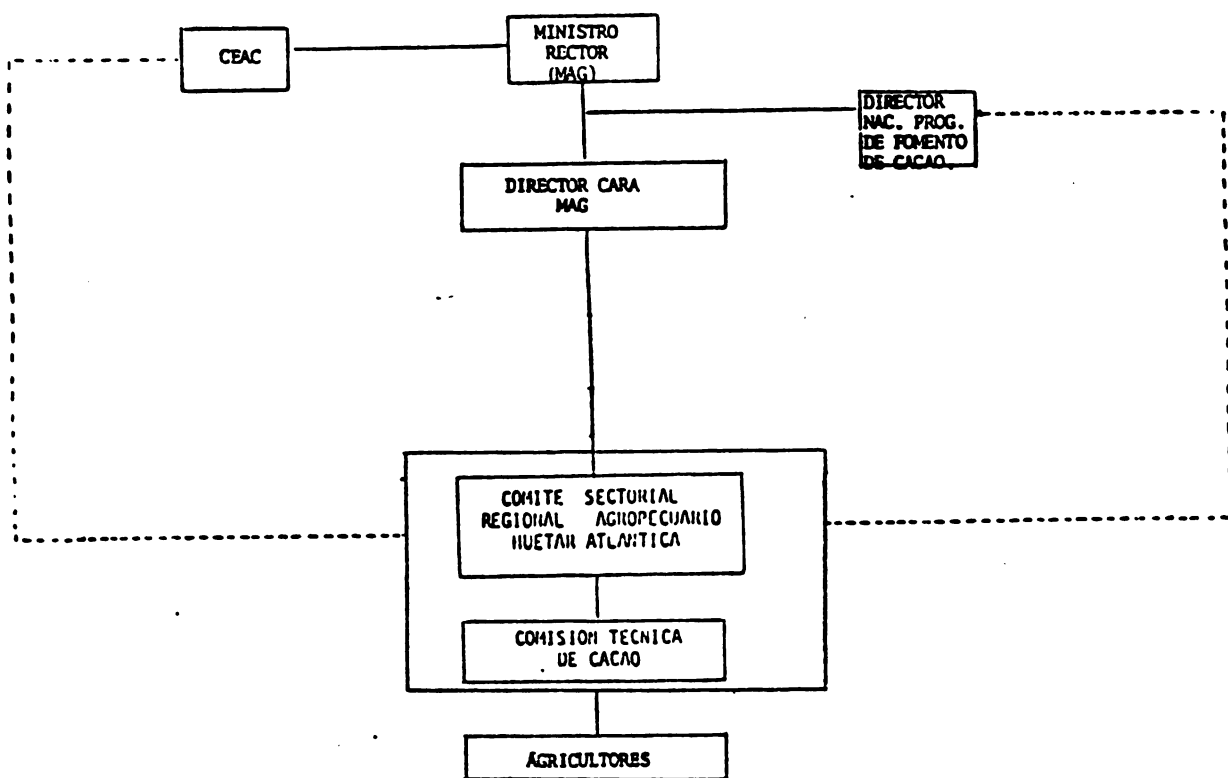 CEAC
MINISTRO
RECTOR
(MAG)
DIRECTOR
NAC. PROG.
DE FOMENTO
DE CACAO.
DIRECTOR CARA
MAG
COMITE SECTORIAL
REGIONAL AGROPECUARIO
HUETAR ATLANTICA
COMISION TECNICA
DE CACAO
AGRICULTORES